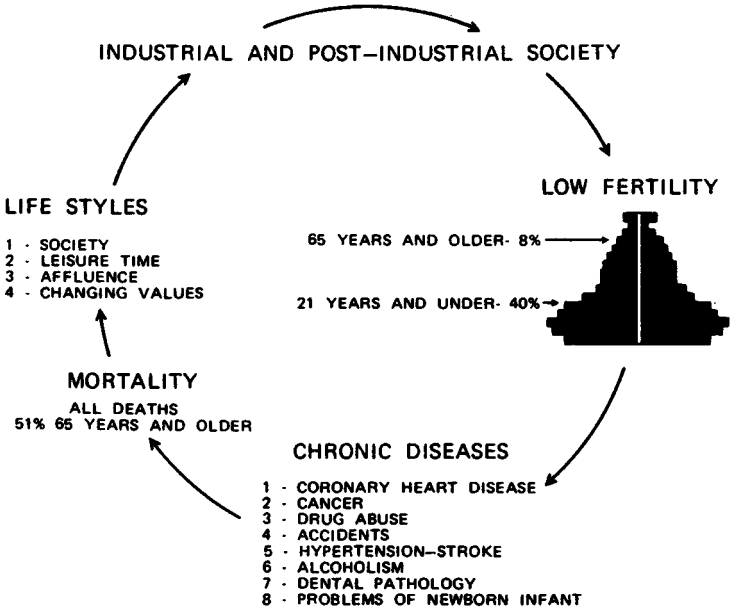 INDUSTRIAL AND POST-INDUSTRIAL SOCIETY
LOW FERTILITY
65 YEARS AND OLDER- 8%
21 YEARS AND UNDER- 40%
CHRONIC DISEASES
1 - CORONARY HEART DISEASE
2 - CANCER
3 - DRUG ABUSE
4 - ACCIDENTS
5 - HYPERTENSION-STROKE
6 - ALCOHOLISM
7 - DENTAL PATHOLOGY
8 - PROBLEMS OF NEWBORN INFANT
MORTALITY
ALL DEATHS
51% 65 YEARS AND OLDER
LIFE STYLES
1 - SOCIETY
2 - LEISURE TIME
3 - AFFLUENCE
4 - CHANGING VALUES